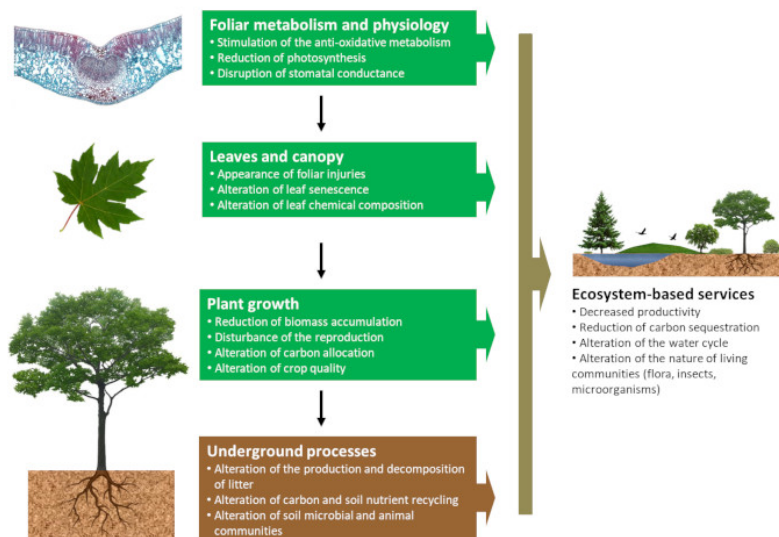 Foliar metabolism and physiology
• Stimulation of the anti-oxidative metabolism
• Reduction of photosynthesis
• Disruption of stomatal conductance
Leaves and canopy
• Appearance of foliar injuries
• Alteration of leaf senescence
• Alteration of leaf chemical composition
Plant growth
• Reduction of biomass accumulation
• Disturbance of the reproduction
• Alteration of carbon allocation
• Alteration of crop quality
Underground processes
• Alteration of the production and decomposition
of litter
• Alteration of carbon and soil nutrient recycling
• Alteration of soil microbial and animal
communities
Ecosystem-based services
• Decreased productivity
• Reduction of carbon sequestration
• Alteration of the water cycle
• Alteration of the nature of living
communities (flora, insects,
microorganisms)